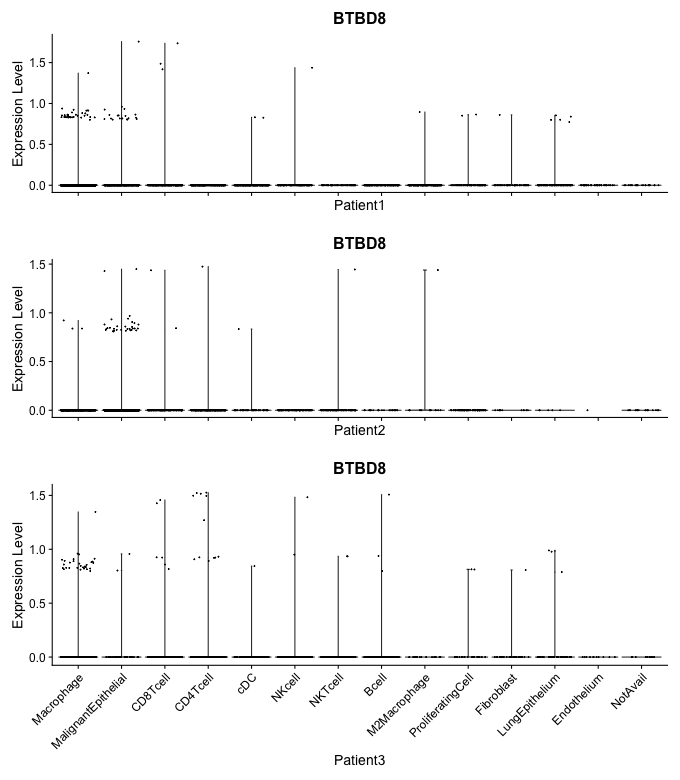 BTBD8
Expression Level
1.5
1.0
0.5
0.0
Patient1
BTBD8
Expression Level
1.5
1.0
0.5
0.0
Patient2
BTBD8
Expression Level
1.5
1.0
0.5
0.0
Macrophage
MalignantEpithelial
CD8Tcell
CD4Tcell
cDC
NKcell
NKTcell
Bcell
M2Macrophage
ProliferatingCell
Fibroblast
LungEpithelium
Endothelium
NotAvail
Patient3